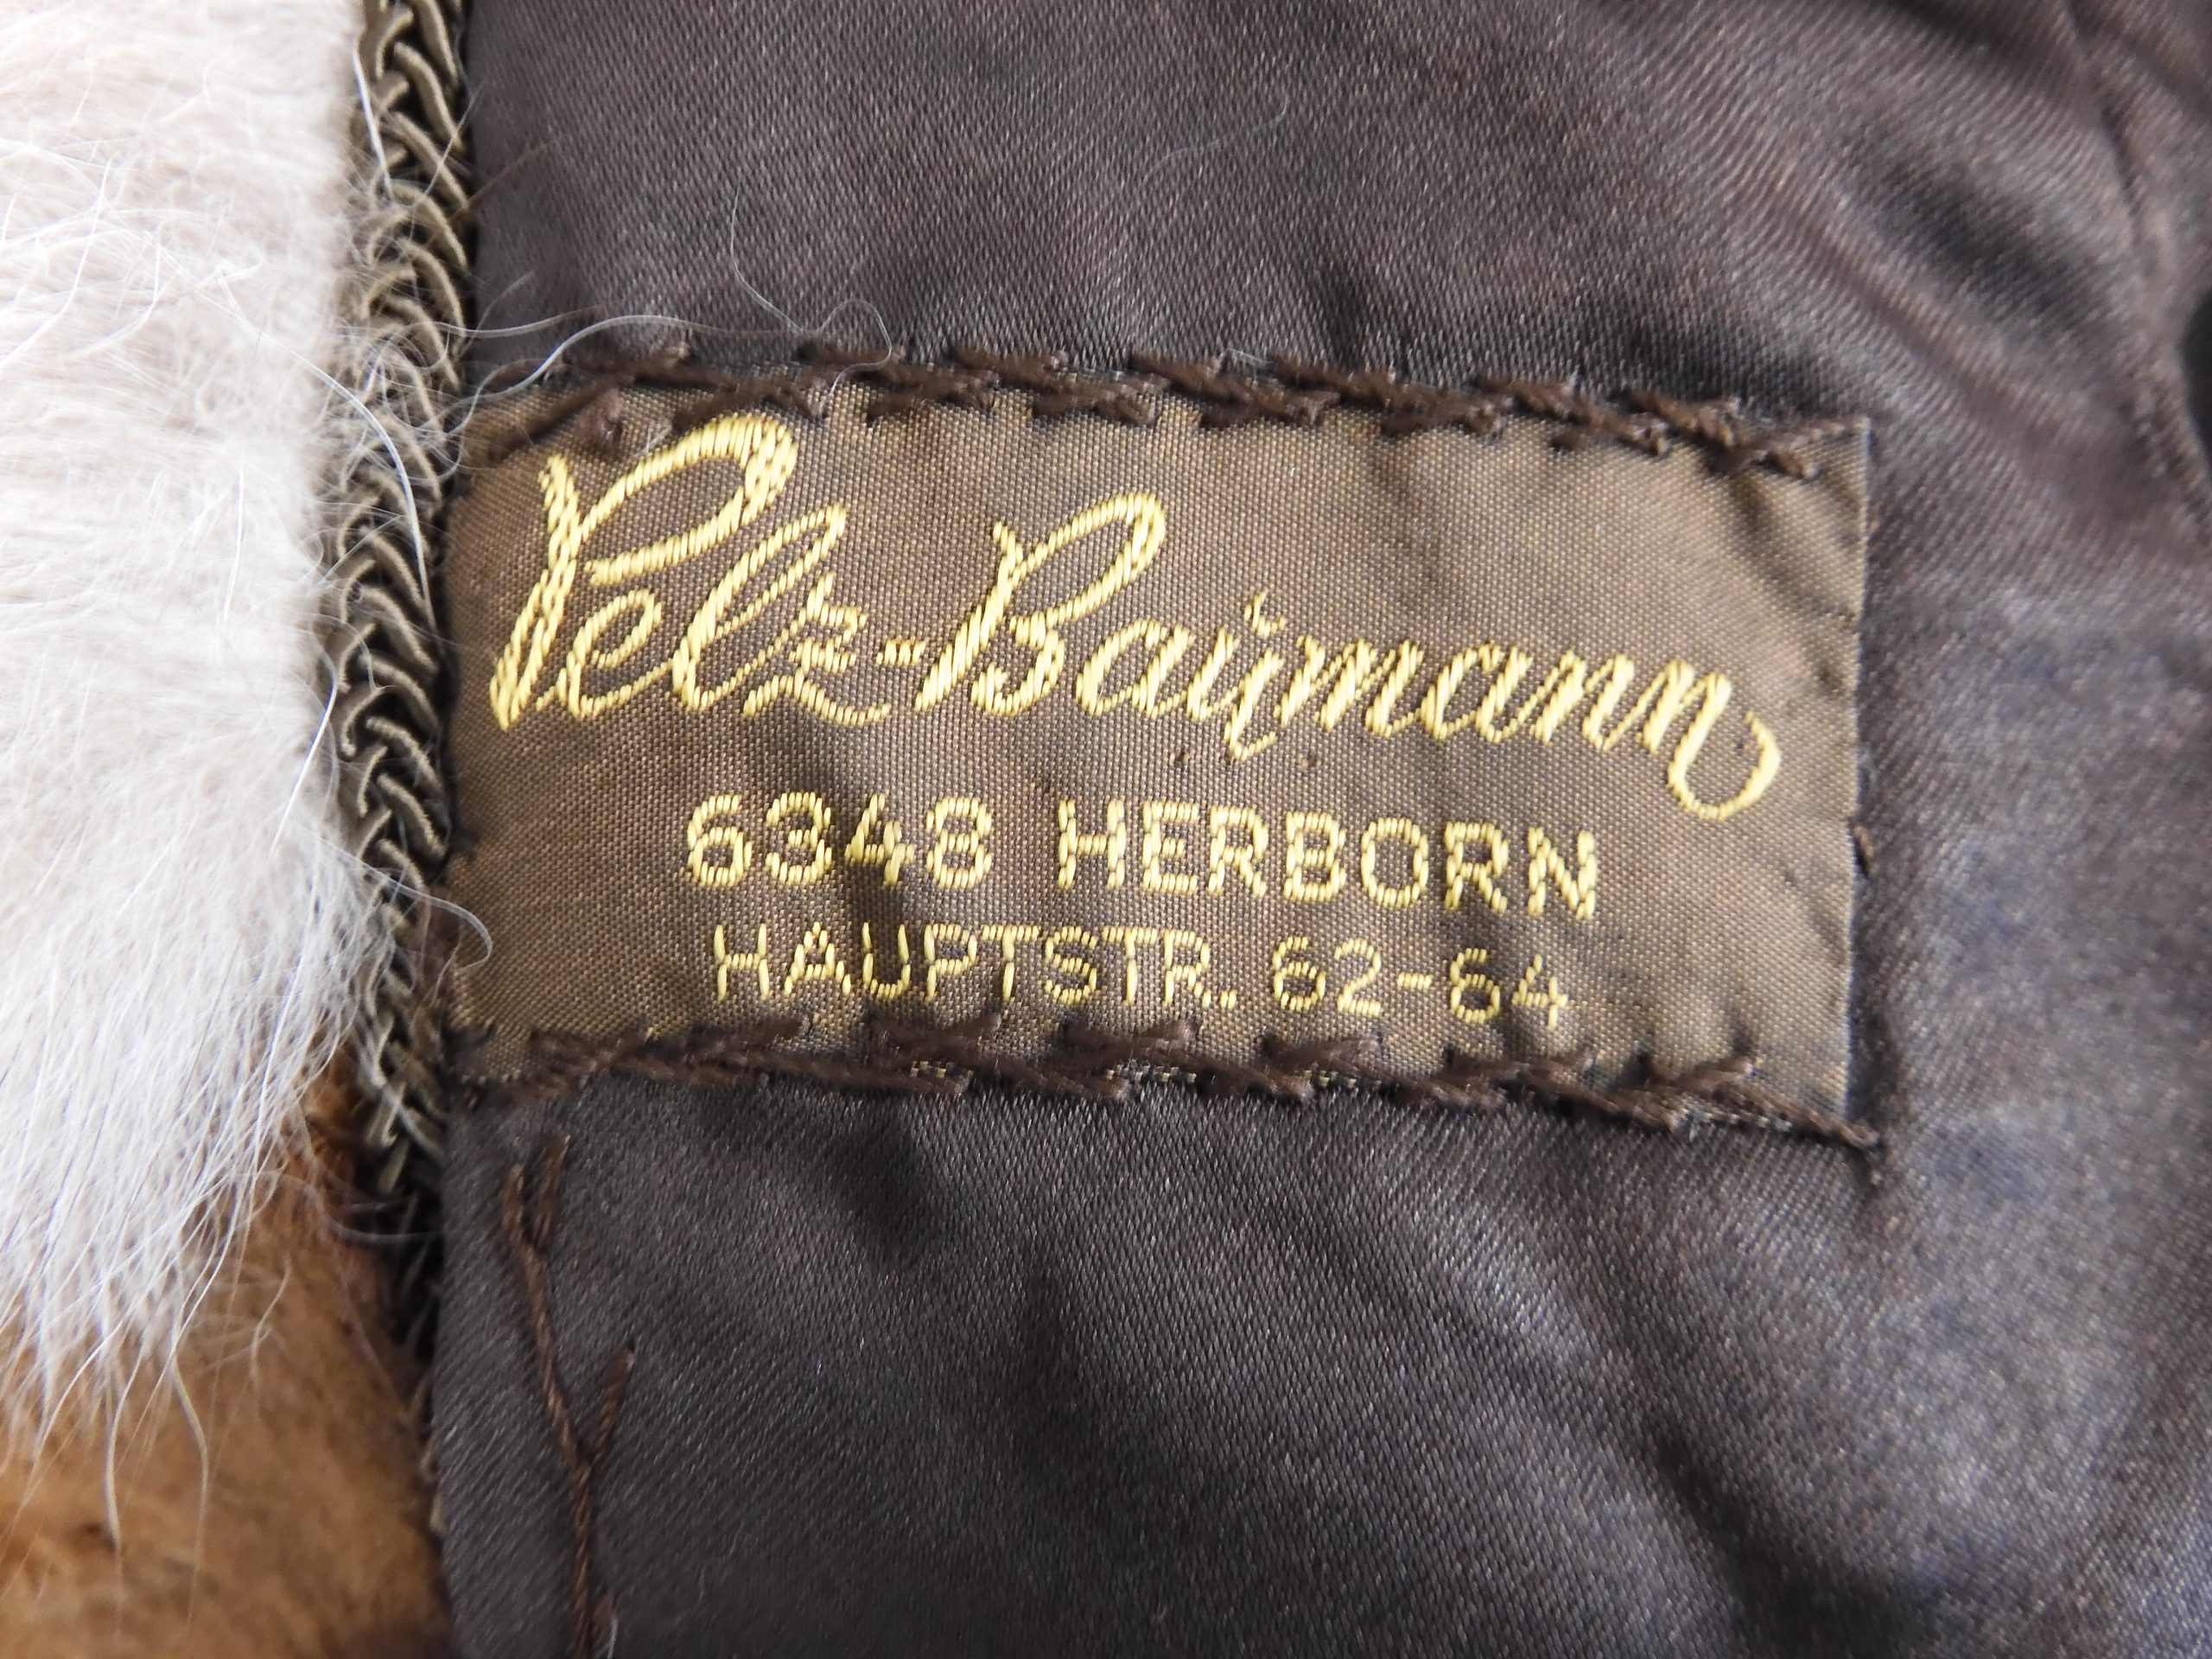 Pelz-Baumann
6348 HERBORN
HAUPTSTR. 62-64